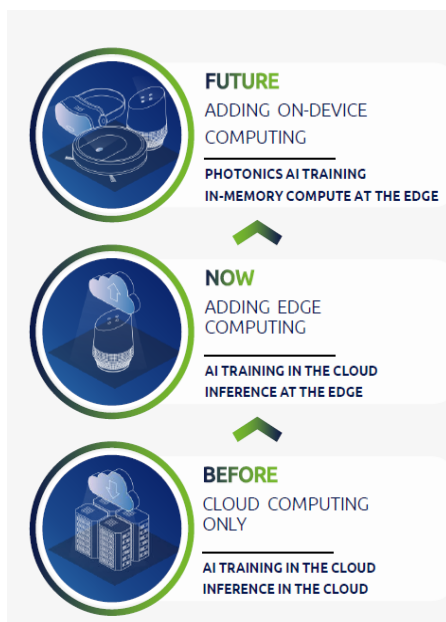 FUTURE
ADDING ON-DEVICE
COMPUTING
PHOTONICS AI TRAINING
IN-MEMORY COMPUTE AT THE EDGE
NOW
ADDING EDGE
COMPUTING
AI TRAINING IN THE CLOUD
INFERENCE AT THE EDGE
BEFORE
CLOUD COMPUTING
ONLY
AI TRAINING IN THE CLOUD
INFERENCE IN THE CLOUD